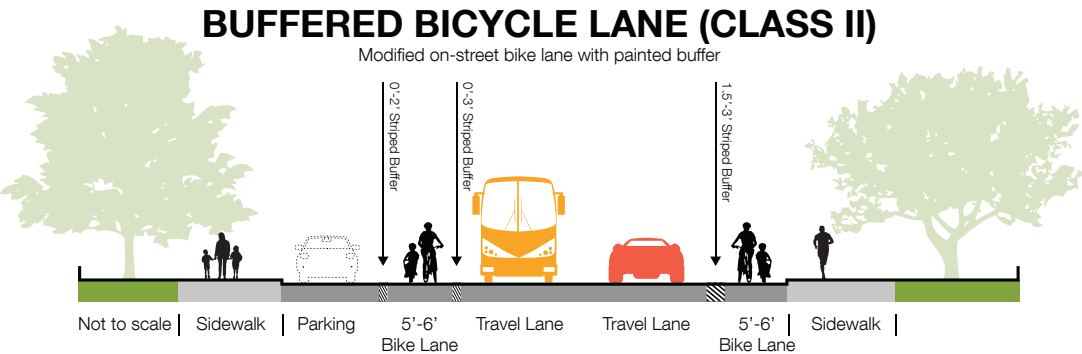 BUFFERED BICYCLE LANE (CLASS II)
Modified on-street bike lane with painted buffer
0'-2' Striped Buffer
0'-3' Striped Buffer
1.5'-3' Striped Buffer
Not to scale
Sidewalk
Parking
5'-6'
Bike Lane
Travel Lane
Travel Lane
5'-6'
Bike Lane
Sidewalk